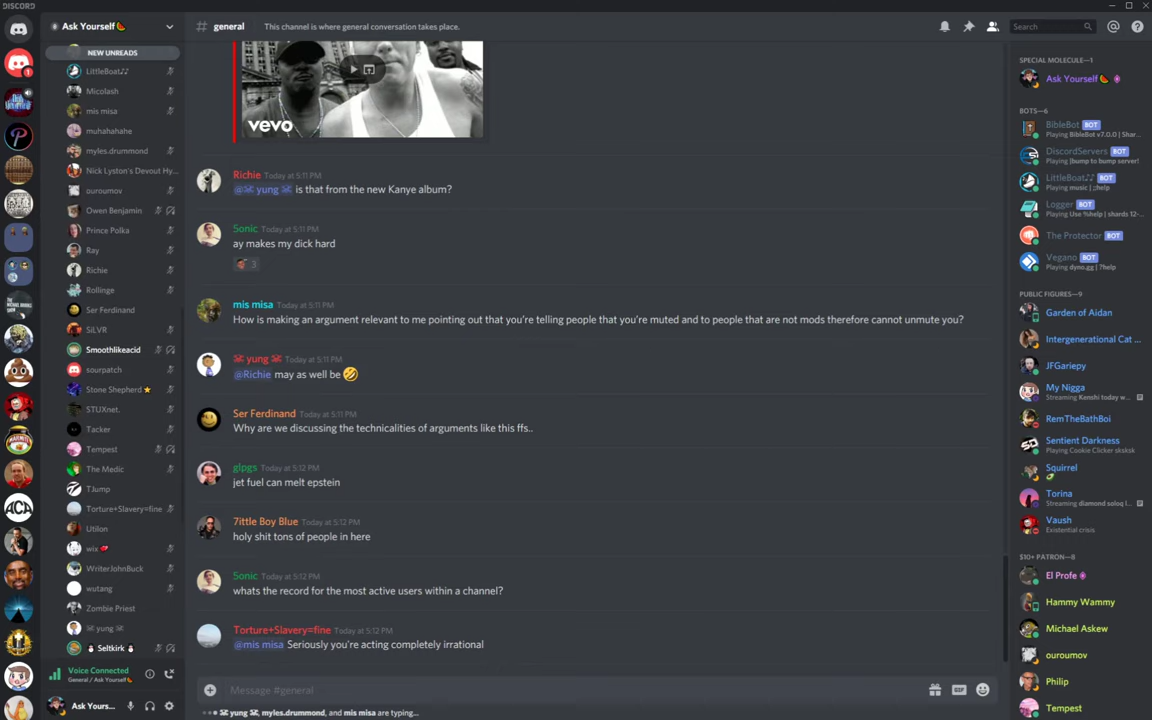 DISCORD
Ask Yourself
NEW UNREADS
LittleBoat
Micolash
mis misa
muhahahahe
myles.drummond
Nick Lyston's Devout Hy...
ouroumov
Owen Benjamin
Prince Polka
Ray
Richie
Rollinge
Ser Ferdinand
SiLVR
Smoothlikeacid
sourpatch
Stone Shepherd
STUXnet.
Tacker
Tempest
The Medic
TJump
Torture+Slavery=fine
Utilon
wix
WriterJohnBuck
wutang
Zombie Priest
yung
Seltkirk
Voice Connected
General / Ask Yourself
Ask Yours...
# general
This channel is where general conversation takes place.
Search
vevo
Richie Today at 5:11 PM
@ yung is that from the new Kanye album?
Sonic Today at 5:11 PM
ay makes my dick hard
3
mis misa Today at 5:11 PM
How is making an argument relevant to me pointing out that you're telling people that you're muted and to people that are not mods therefore cannot unmute you?
yung Today at 5:11 PM
@Richie may as well be 🤣
Ser Ferdinand Today at 5:11 PM
Why are we discussing the technicalities of arguments like this ffs..
glpgs Today at 5:12 PM
jet fuel can melt epstein
7ittle Boy Blue Today at 5:12 PM
holy shit tons of people in here
Sonic Today at 5:12 PM
whats the record for the most active users within a channel?
Torture+Slavery=fine Today at 5:12 PM
@mis misa Seriously you're acting completely irrational
Message #general
GIF
yung, myles.drummond, and mis misa are typing...
SPECIAL MOLECULE—1
Ask Yourself
BOTS—6
BibleBot BOT
Playing BibleBot v7.0.0 | Shar...
DiscordServers BOT
Playing !bump to bump server!
LittleBoat BOT
Playing music | ;;help
Logger BOT
Playing Use %help | shards 12-...
The Protector BOT
Vegano BOT
Playing dyno.gg | ?help
PUBLIC FIGURES—9
Garden of Aidan
Intergenerational Cat ...
JFGariepy
My Nigga
Streaming Kenshi today w...
RemTheBathBoi
Sentient Darkness
Playing Cookie Clicker sksksk
Squirrel
🥑
Torina
Streaming diamond soloq l...
Vaush
Existential crisis
$10+ PATRON—8
El Profe
Hammy Wammy
Michael Askew
ouroumov
Philip
Tempest